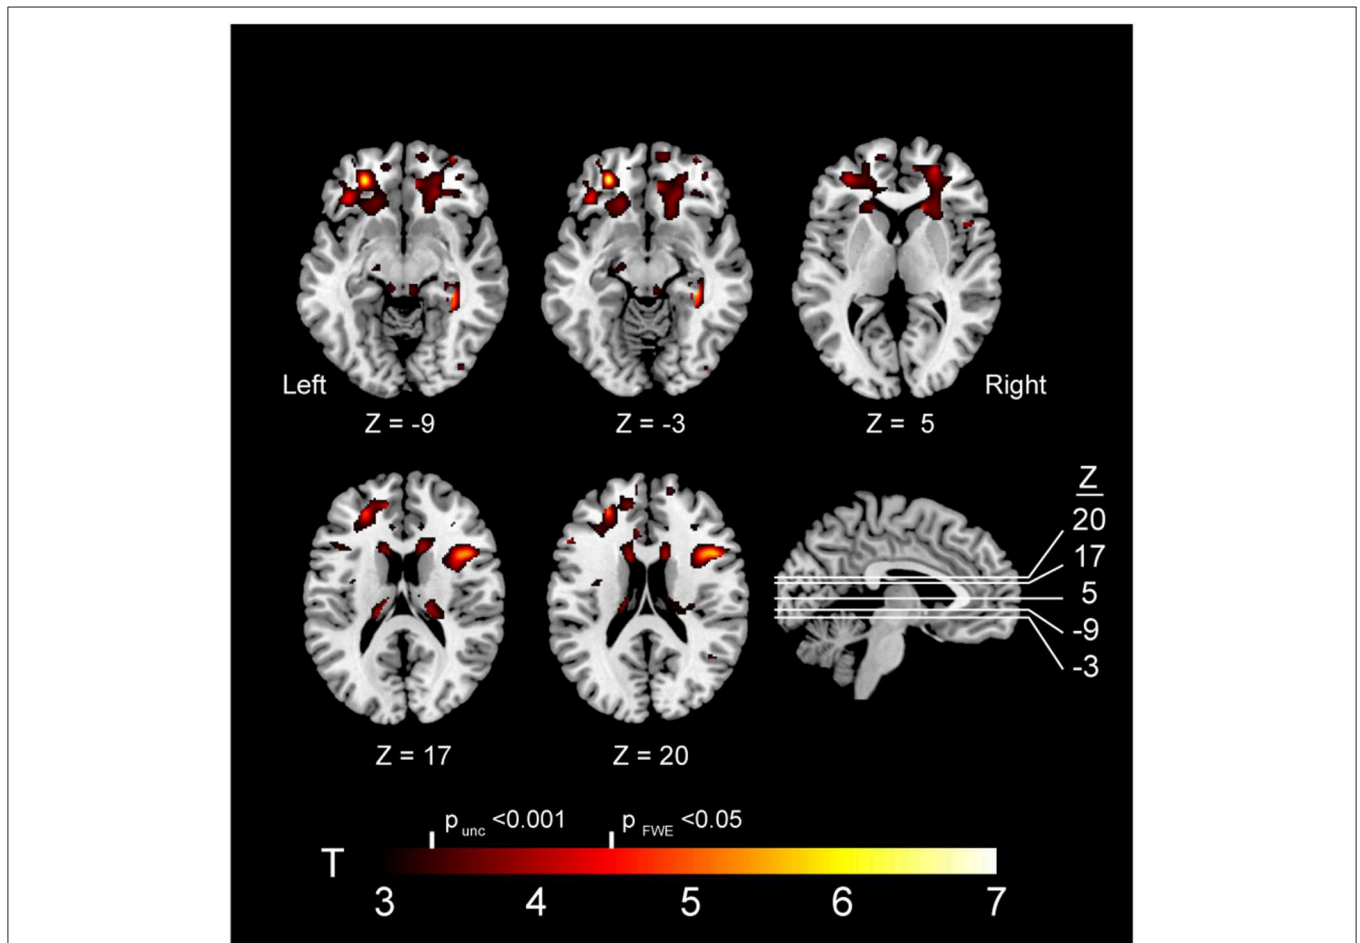 Left
Right
Z = -9
Z = -3
Z = 5
Z
20
17
5
-9
-3
Z = 17
Z = 20
p unc <0.001
p FWE <0.05
T
3
4
5
6
7